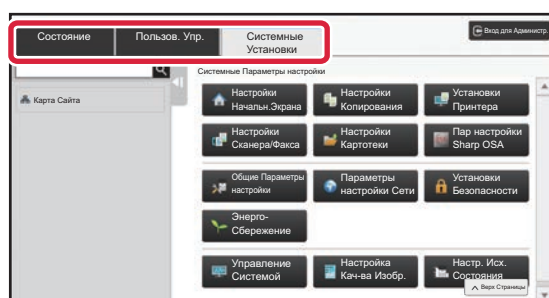 Состояние
Пользов. Упр.
Системные
Установки
Вход для Администр.
Системные Параметры настройки
Карта Сайта
Настройки
Начальн.Экрана
Настройки
Копирования
Установки
Принтера
Настройки
Сканера/Факса
Настройки
Картотеки
Пар настройки
Sharp OSA
Общие Параметры
настройки
Параметры
настройки Сети
Установки
Безопасности
Энерго-
Сбережение
Управление
Системой
Настройка
Кач-ва Изобр.
Настр. Исх.
Состояния
Верх Страницы